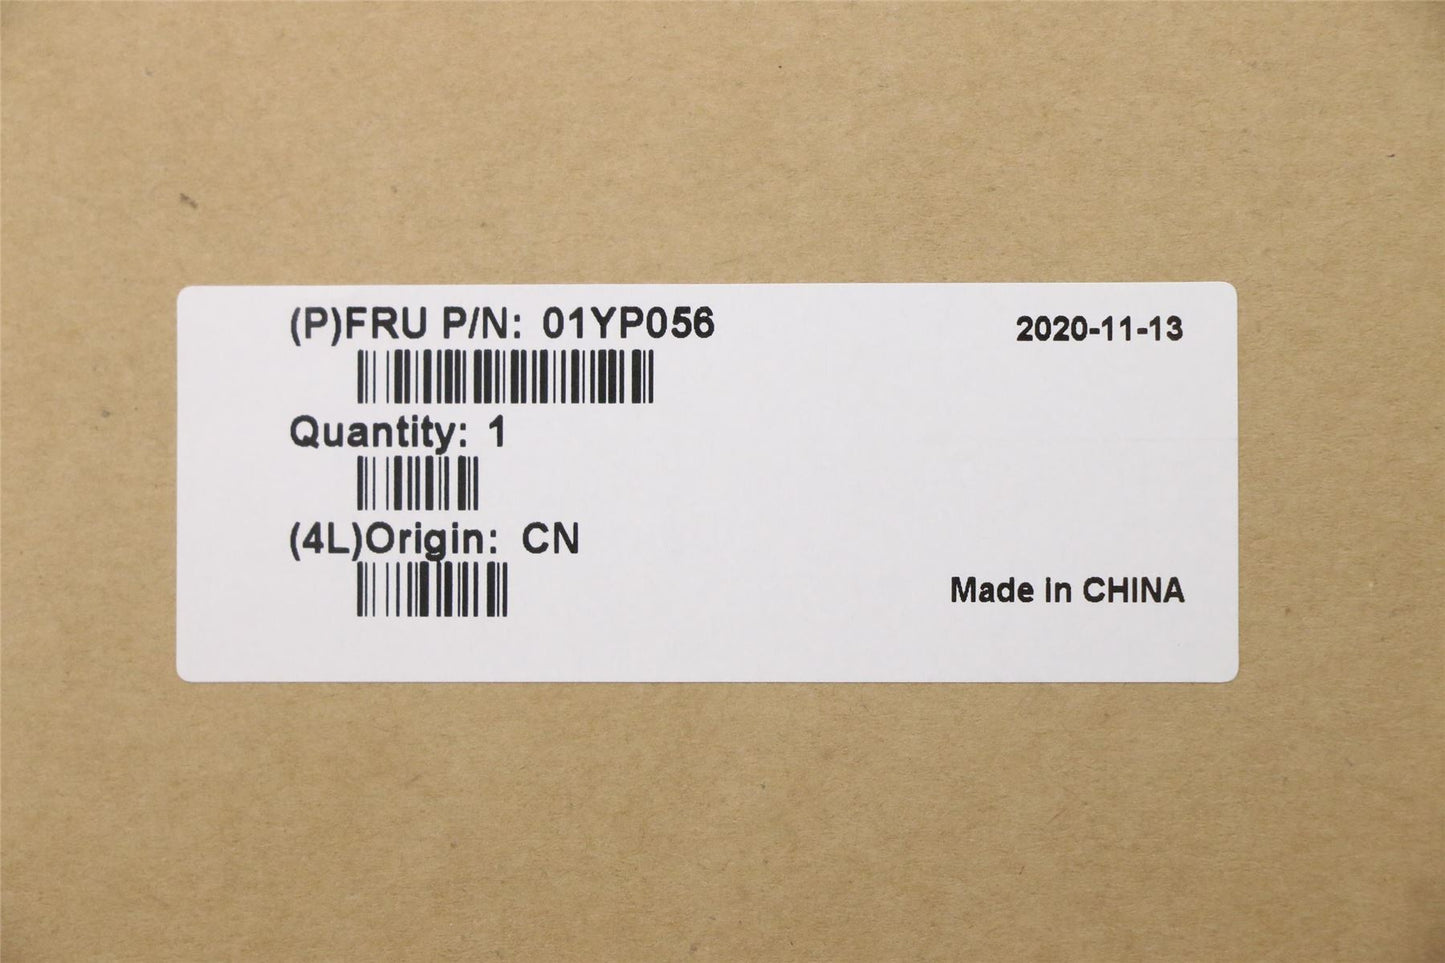 (P)FRU P/N: 01YP056
2020-11-13
Quantity: 1
(4L)Origin: CN
Made in CHINA